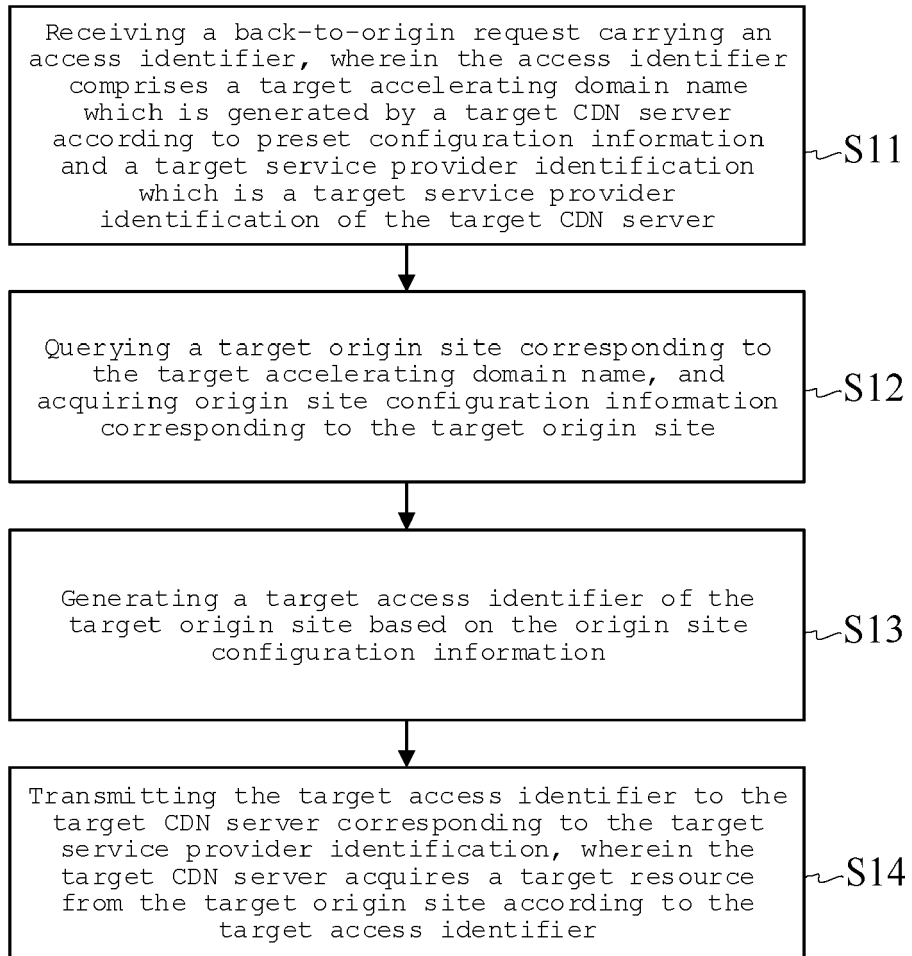 Receiving a back-to-origin request carrying an
access identifier, wherein the access identifier
comprises a target accelerating domain name
which is generated by a target CDN server
according to preset configuration information
and a target service provider identification
which is a target service provider
identification of the target CDN server
S11
Querying a target origin site corresponding to
the target accelerating domain name, and
acquiring origin site configuration information
corresponding to the target origin site
S12
Generating a target access identifier of the
target origin site based on the origin site
configuration information
S13
Transmitting the target access identifier to the
target CDN server corresponding to the target
service provider identification, wherein the
target CDN server acquires a target resource
from the target origin site according to the
target access identifier
S14